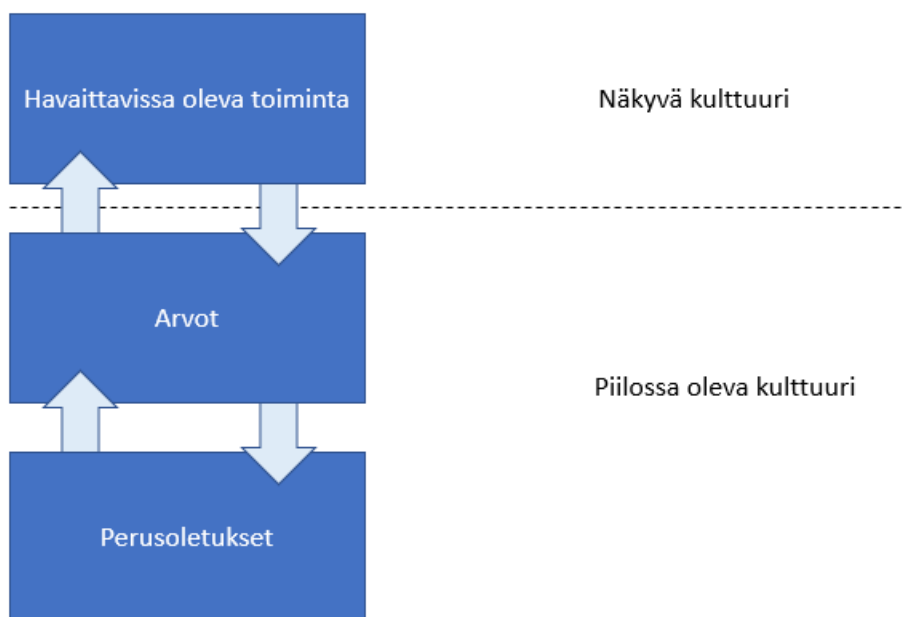 Havaittavissa oleva toiminta
Näkyvä kulttuuri
Arvot
Piilossa oleva kulttuuri
Perusoletukset